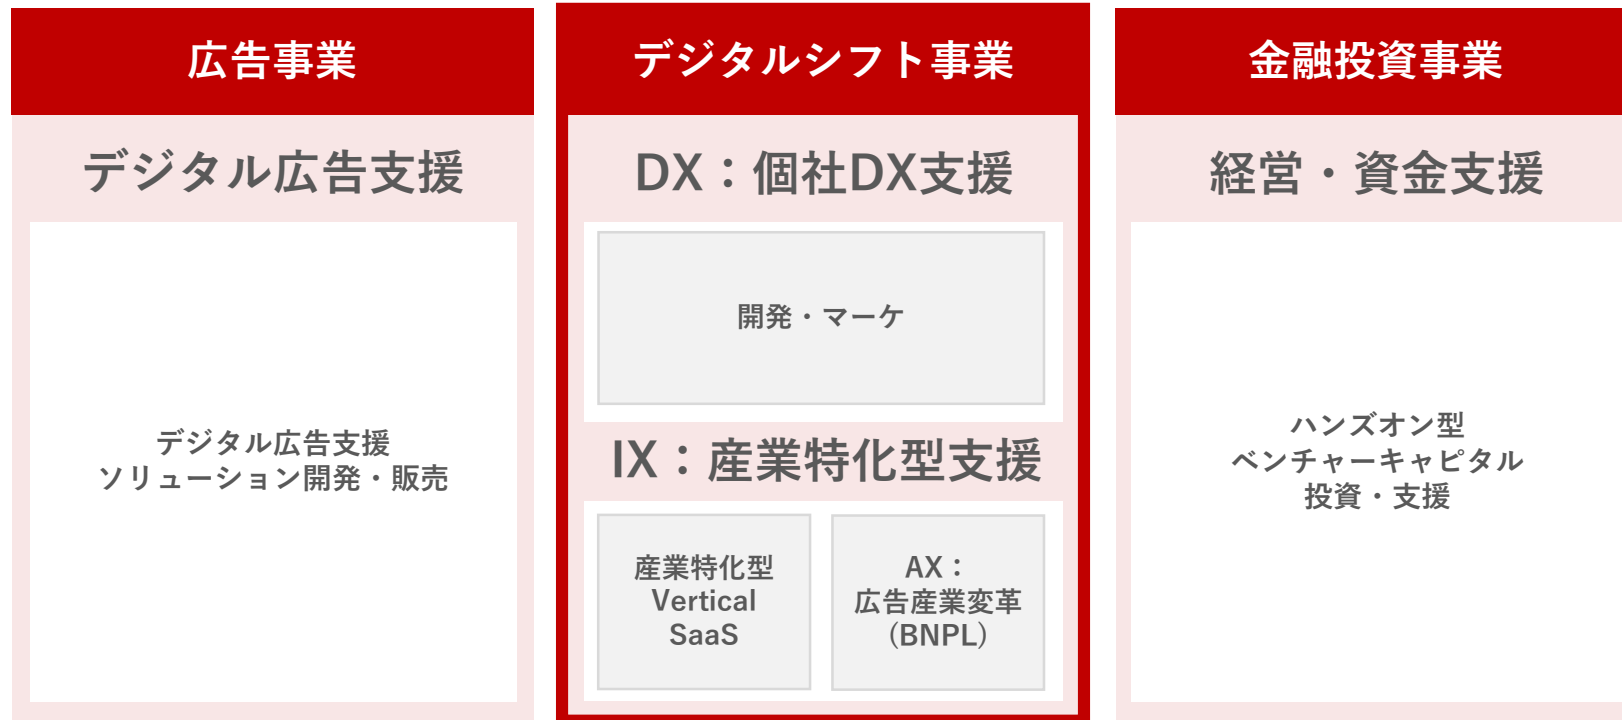 広告事業
デジタル広告支援
デジタル広告支援
ソリューション開発・販売
デジタルシフト事業
DX：個社DX支援
開発・マーケ
IX：産業特化型支援
産業特化型
Vertical
SaaS
AX：
広告産業変革
(BNPL)
金融投資事業
経営・資金支援
ハンズオン型
ベンチャーキャピタル
投資・支援